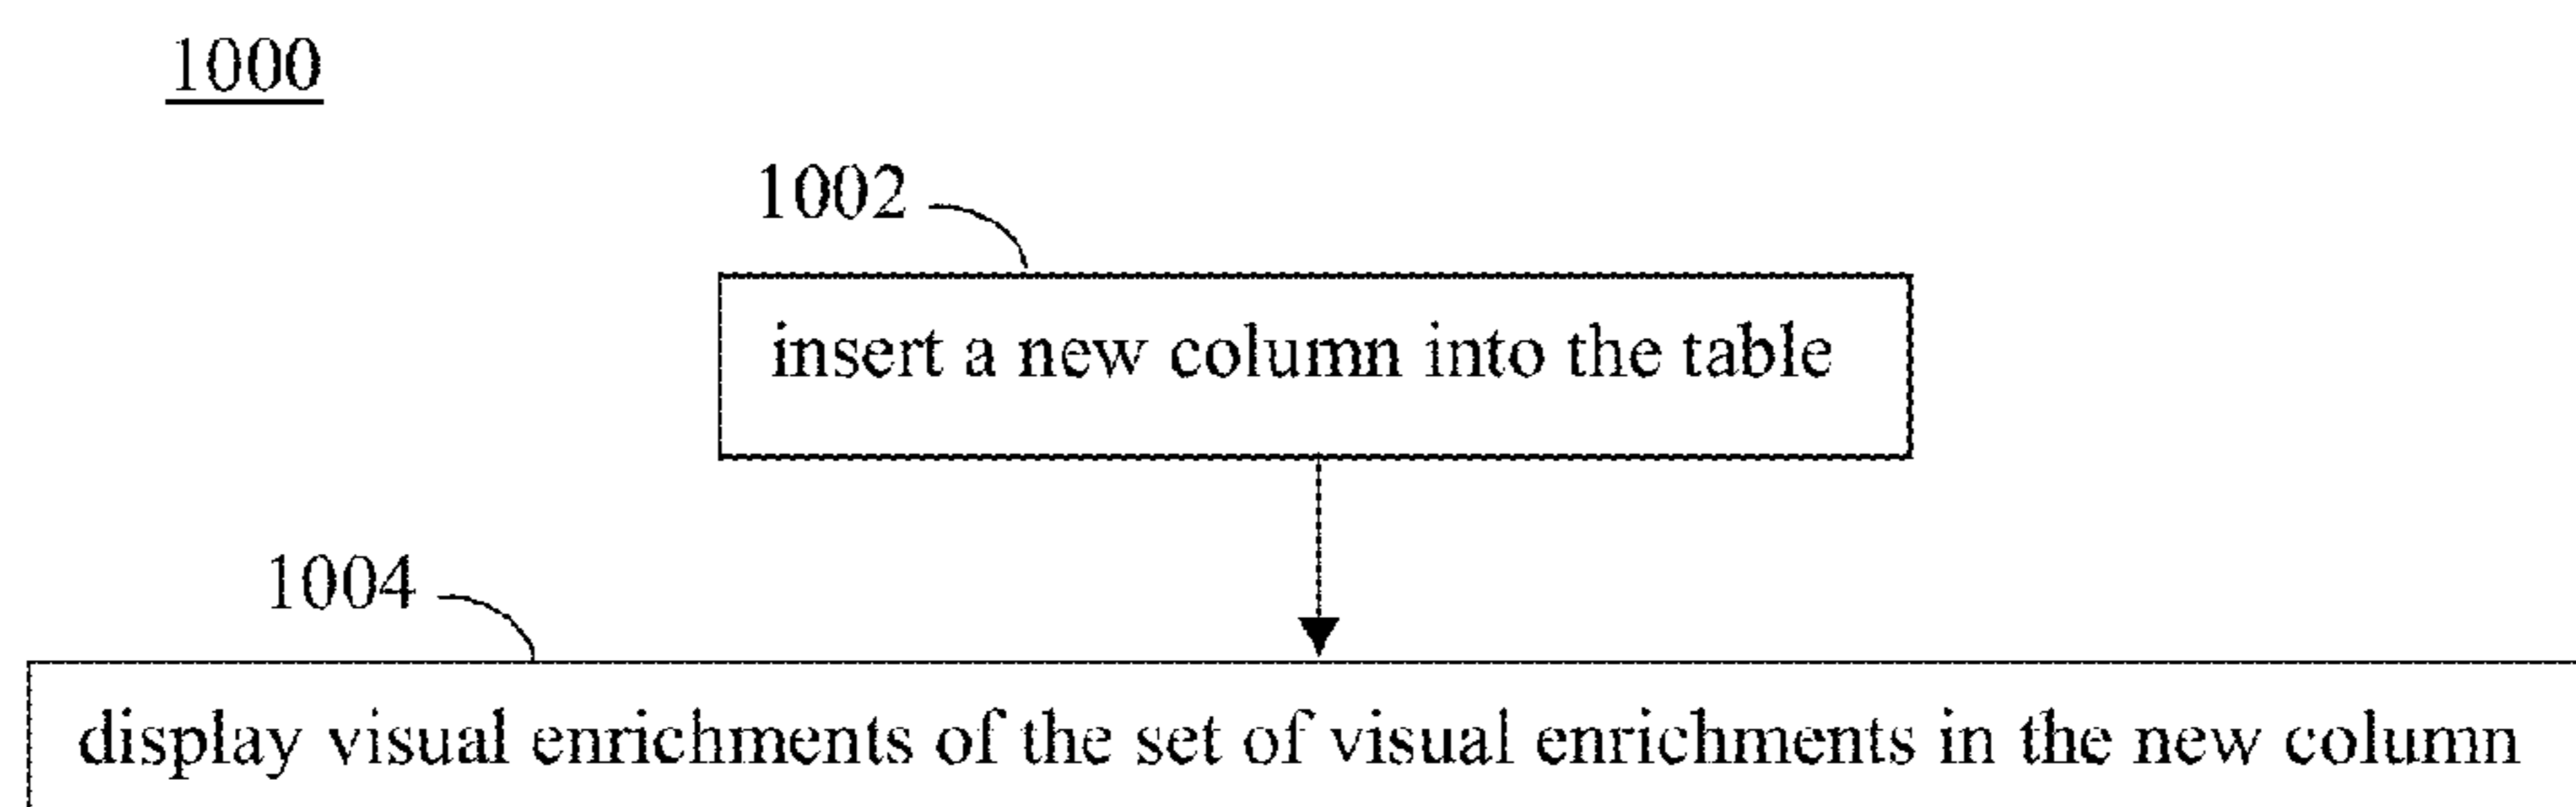 1000
1002
insert a new column into the table
1004
display visual enrichments of the set of visual enrichments in the new column